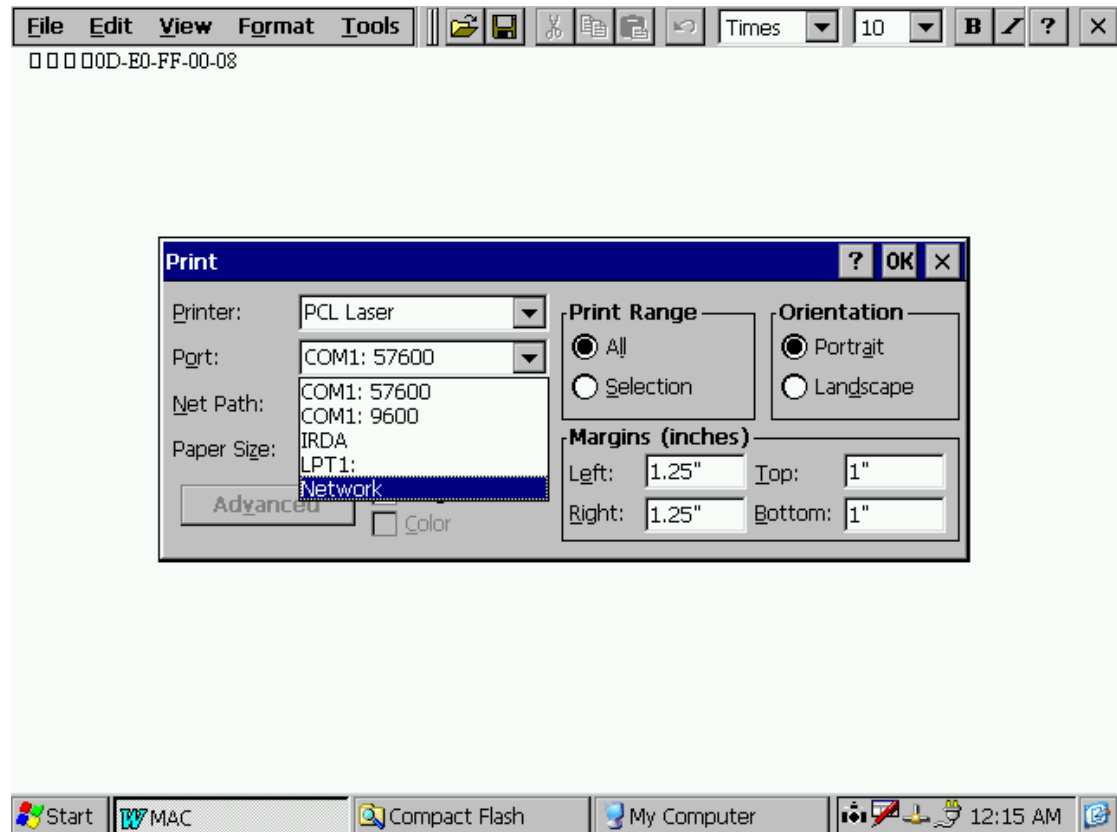 File Edit View Format Tools Times 10 B I ?
0D-E0-FF-00-08
Print ? OK
Printer: PCL Laser
Port: COM1: 57600
COM1: 57600
COM1: 9600
IRDA
LPT1:
Network
Net Path:
Paper Size:
Advanced
Color
Print Range
All
Selection
Orientation
Portrait
Landscape
Margins (inches)
Left: 1.25" Top: 1"
Right: 1.25" Bottom: 1"
Start MAC Compact Flash My Computer 12:15 AM